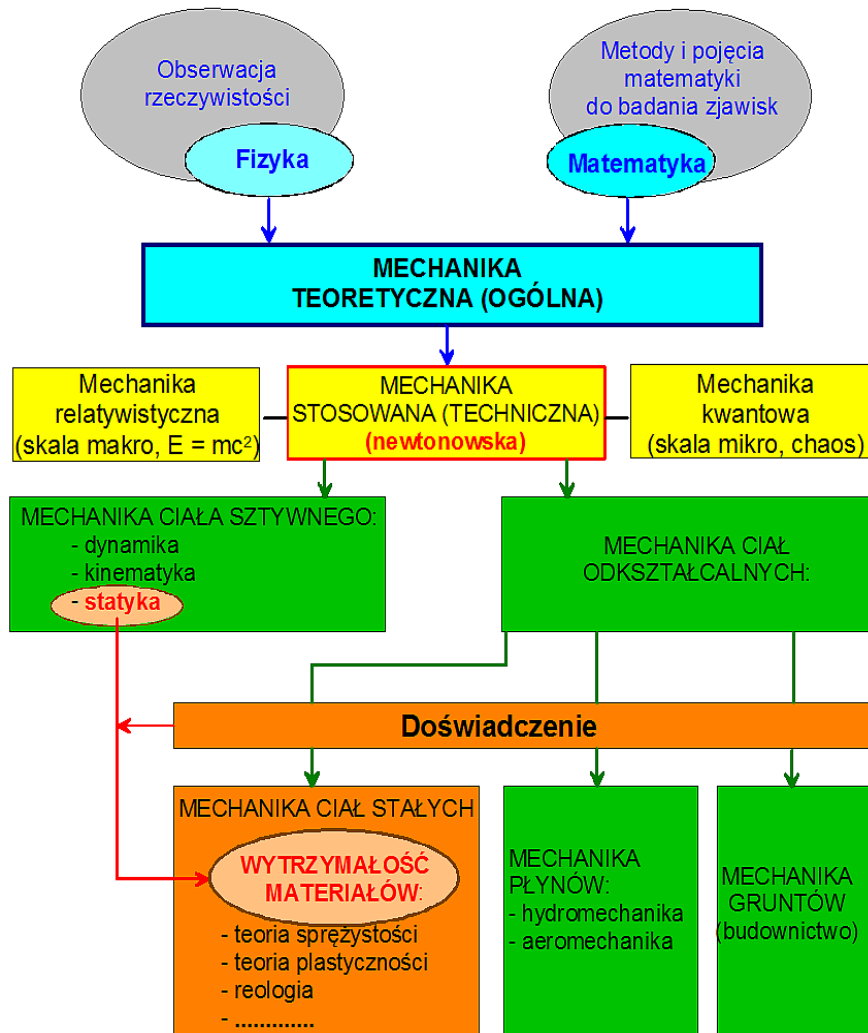 Obserwacja
rzeczywistości
Fizyka
Metody i pojęcia
matematyki
do badania zjawisk
Matematyka
MECHANIKA
TEORETYCZNA (OGÓLNA)
Mechanika
relatywistyczna
(skala makro, E = mc²)
MECHANIKA
STOSOWANA (TECHNICZNA)
(newtonowska)
Mechanika
kwantowa
(skala mikro, chaos)
MECHANIKA CIAŁA SZTYWNEGO:
- dynamika
- kinematyka
- statyka
MECHANIKA CIAŁ
ODKSZTAŁCALNYCH:
Doświadczenie
MECHANIKA CIAŁ STAŁYCH
WYTRZYMAŁOŚĆ
MATERIAŁÓW:
- teoria sprężystości
- teoria plastyczności
- reologia
- .............
MECHANIKA
PŁYNÓW:
- hydromechanika
- aeromechanika
MECHANIKA
GRUNTÓW
(budownictwo)